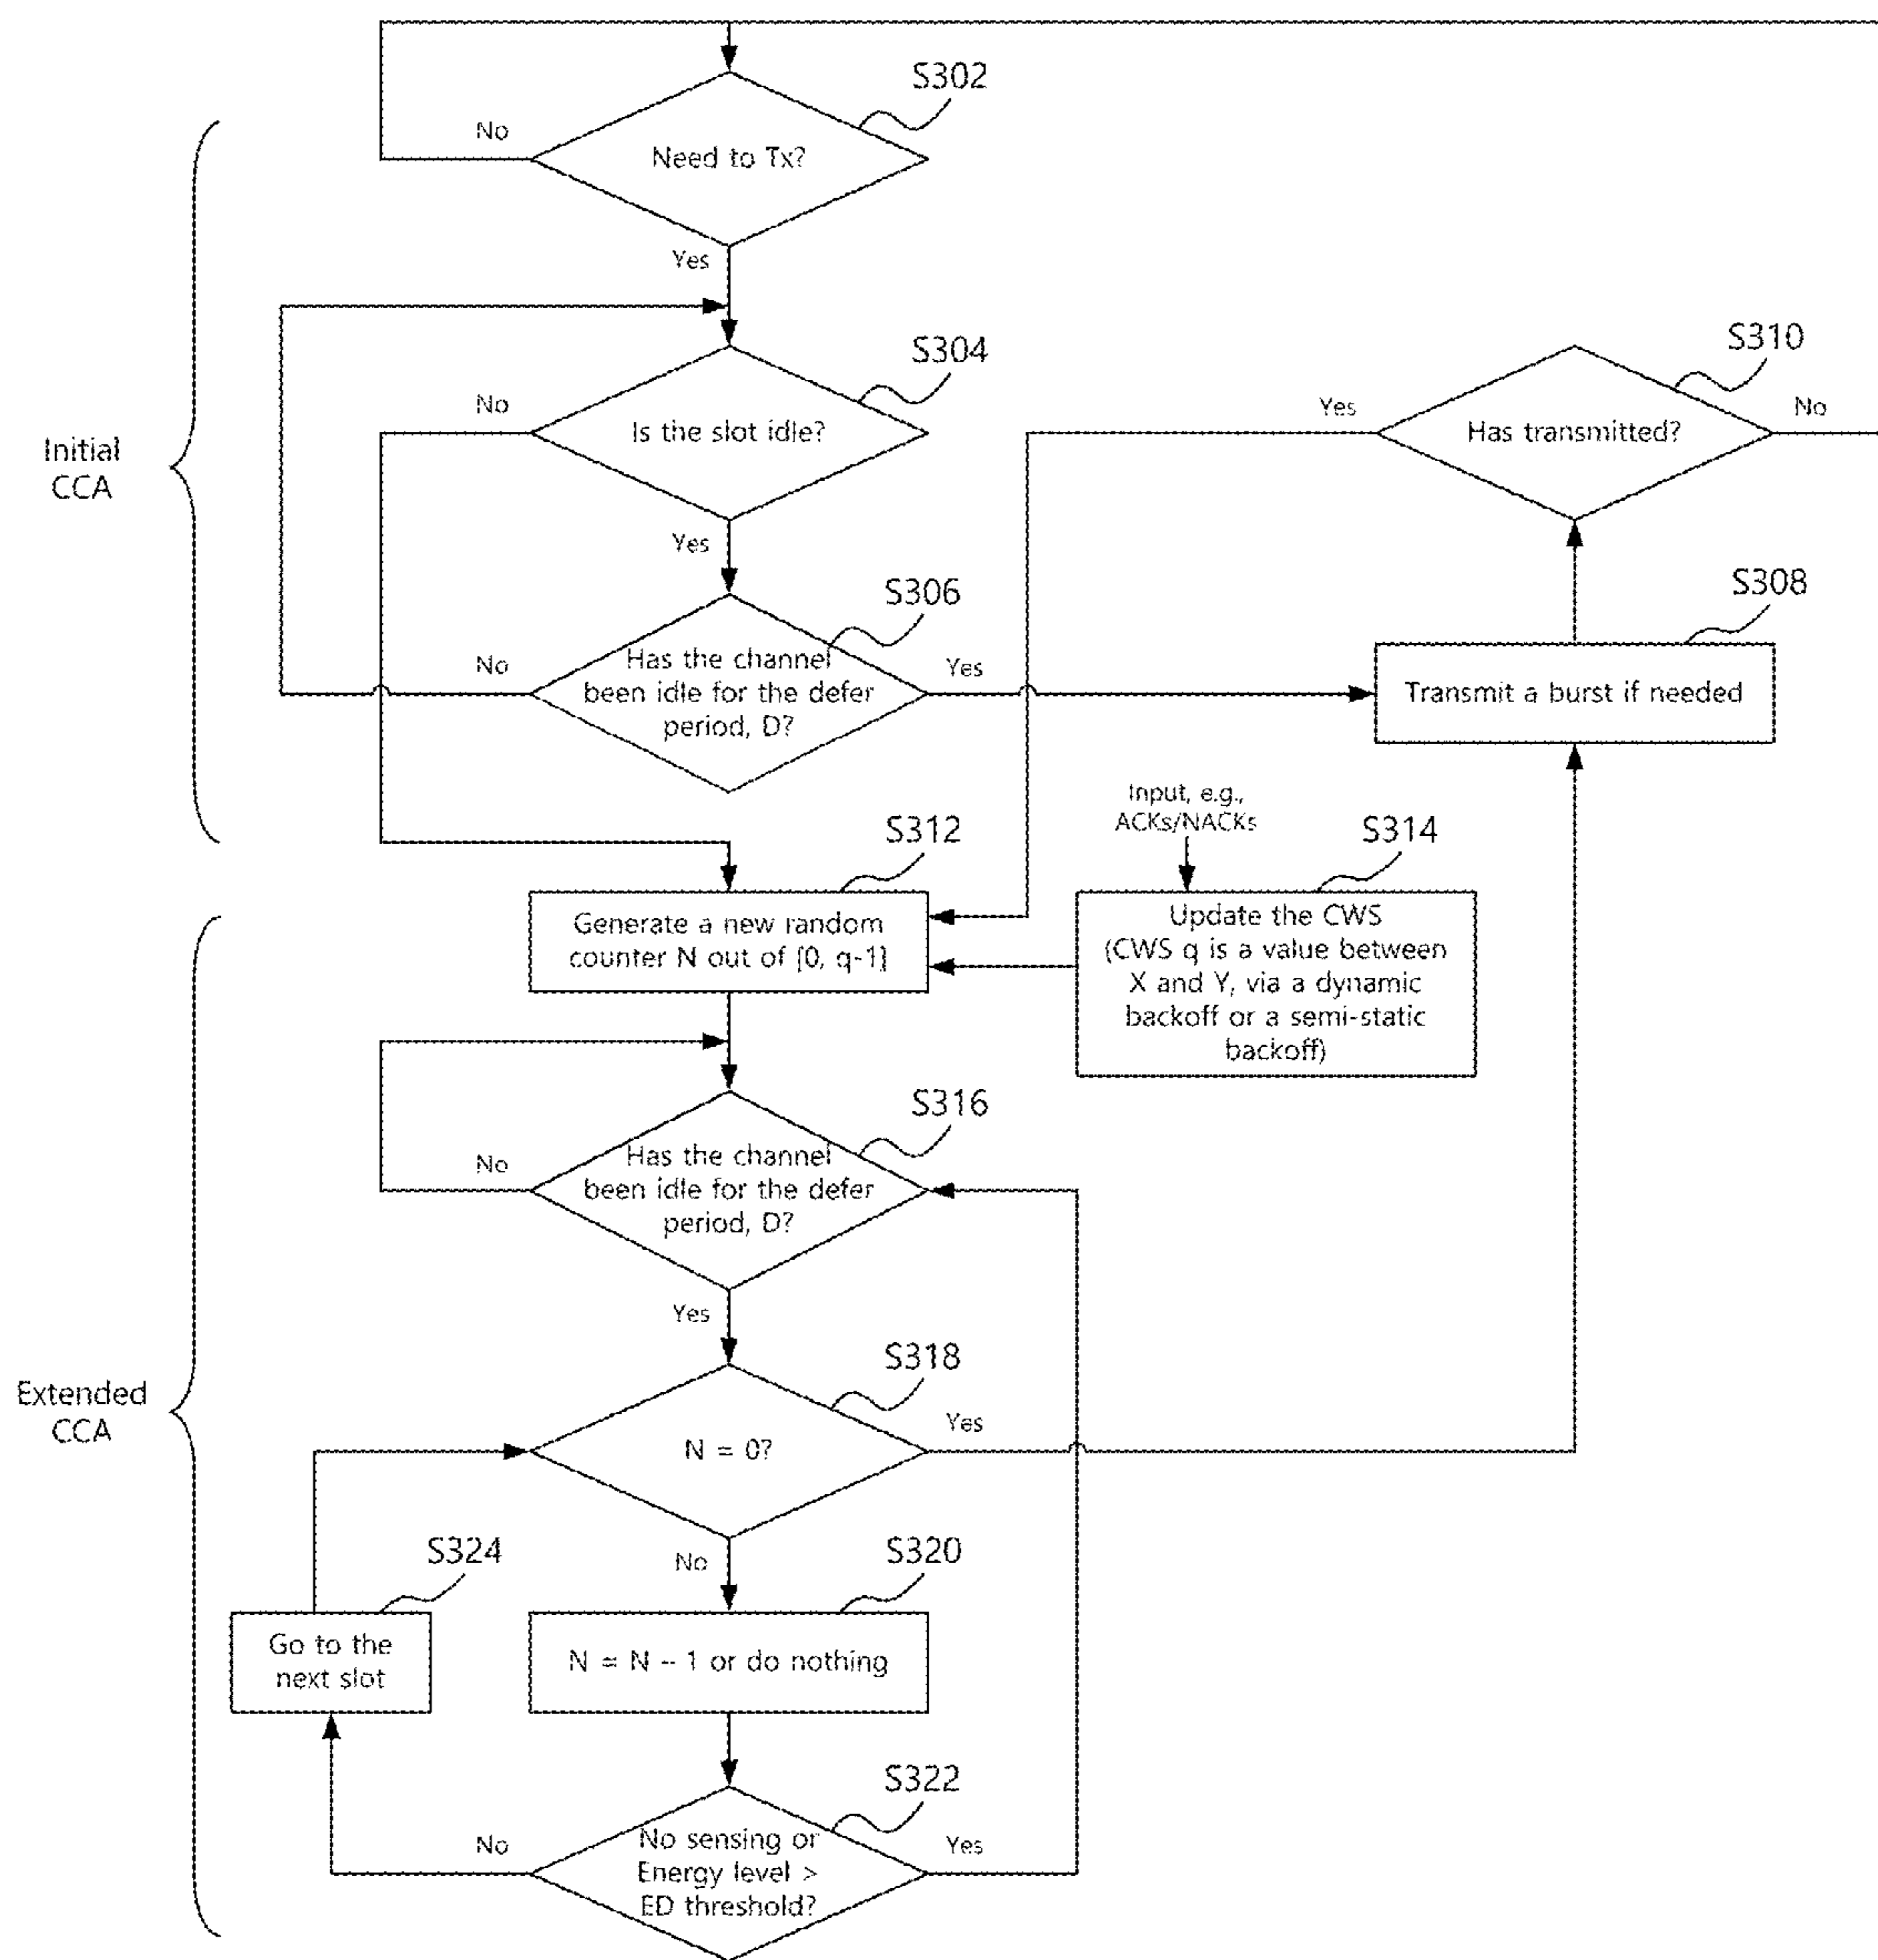 S302
No
Need to Tx?
Yes
Initial
CCA
S304
No
Is the slot idle?
Yes
S310
Yes
Has transmitted?
No
S306
No
Has the channel
been idle for the defer
period, D?
Yes
S308
Transmit a burst if needed
S312
Generate a new random
counter N out of [0, q-1]
Input, e.g.,
ACKs/NACKs
S314
Update the CWS
(CWS q is a value between
X and Y, via a dynamic
backoff or a semi-static
backoff)
Extended
CCA
S316
No
Has the channel
been idle for the defer
period, D?
Yes
S318
N = 0?
Yes
No
S324
Go to the
next slot
S320
N = N - 1 or do nothing
S322
No
No sensing or
Energy level >
ED threshold?
Yes